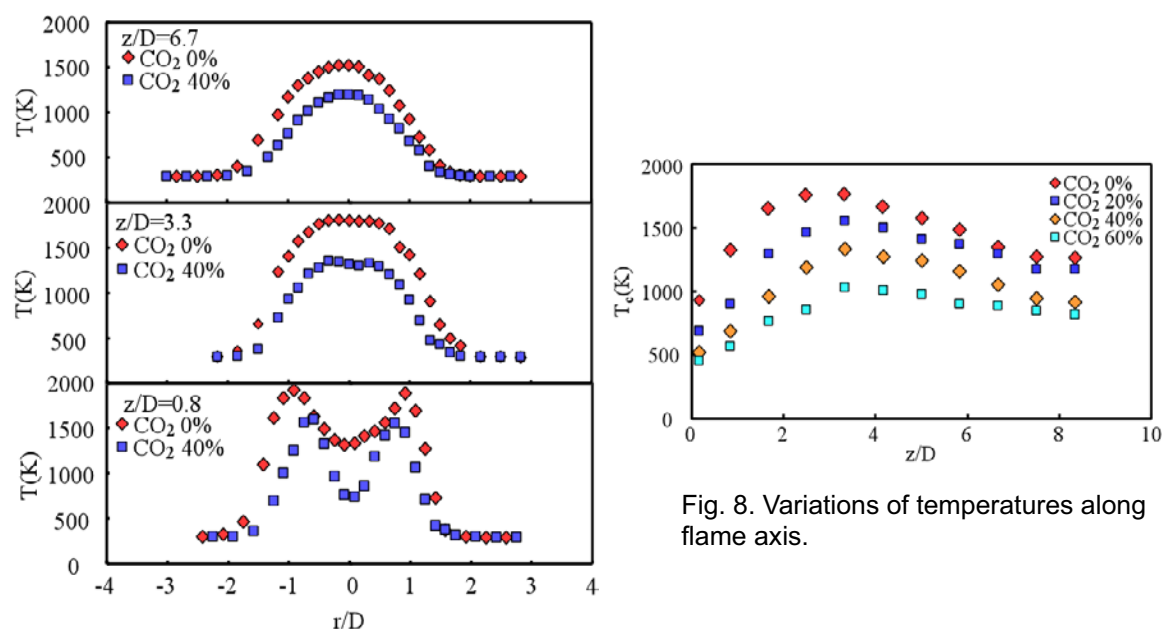 2000
z/D=6.7
CO2 0%
CO2 40%
1500
1000
500
T(K)
2000
z/D=3.3
CO2 0%
CO2 40%
1500
1000
500
T(K)
2000
z/D=0.8
CO2 0%
CO2 40%
1500
1000
500
0
T(K)
-4 -3 -2 -1 0 1 2 3 4
r/D
2000
1500
1000
500
0
Tc(K)
CO2 0%
CO2 20%
CO2 40%
CO2 60%
0 2 4 6 8 10
z/D
Fig. 8. Variations of temperatures along
flame axis.